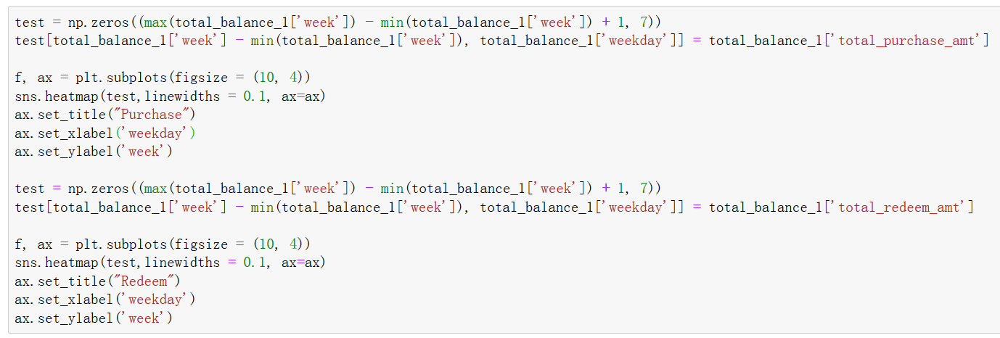 test = np.zeros((max(total_balance_1['week']) - min(total_balance_1['week']) + 1, 7))
test[total_balance_1['week'] - min(total_balance_1['week']), total_balance_1['weekday']] = total_balance_1['total_purchase_amt']
f, ax = plt.subplots(figsize = (10, 4))
sns.heatmap(test,linewidths = 0.1, ax=ax)
ax.set_title("Purchase")
ax.set_xlabel('weekday')
ax.set_ylabel('week')
test = np.zeros((max(total_balance_1['week']) - min(total_balance_1['week']) + 1, 7))
test[total_balance_1['week'] - min(total_balance_1['week']), total_balance_1['weekday']] = total_balance_1['total_redeem_amt']
f, ax = plt.subplots(figsize = (10, 4))
sns.heatmap(test,linewidths = 0.1, ax=ax)
ax.set_title("Redeem")
ax.set_xlabel('weekday')
ax.set_ylabel('week')